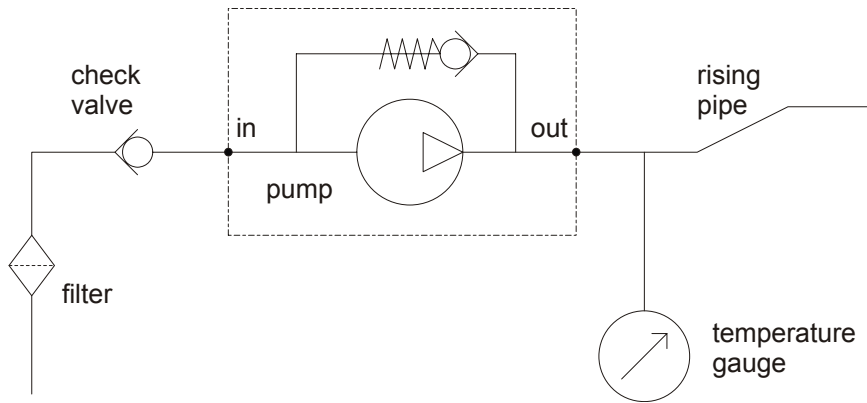 check
valve
in
out
rising
pipe
pump
filter
temperature
gauge